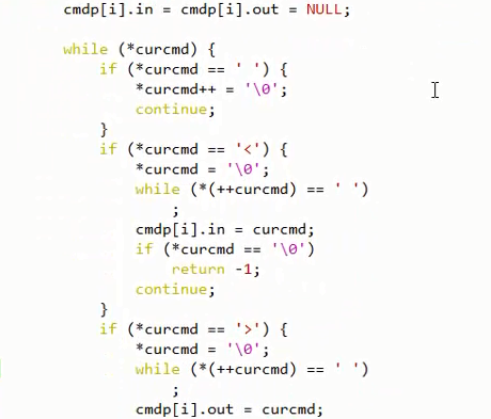 cmdp[i].in = cmdp[i].out = NULL;
while (*curcmd) {
if (*curcmd == ' ') {
*curcmd++ = '\0';
continue;
}
if (*curcmd == '<') {
*curcmd = '\0';
while (*(++curcmd) == ' ')
;
cmdp[i].in = curcmd;
if (*curcmd == '\0')
return -1;
continue;
}
if (*curcmd == '>') {
*curcmd = '\0';
while (*(++curcmd) == ' ')
;
cmdp[i].out = curcmd;